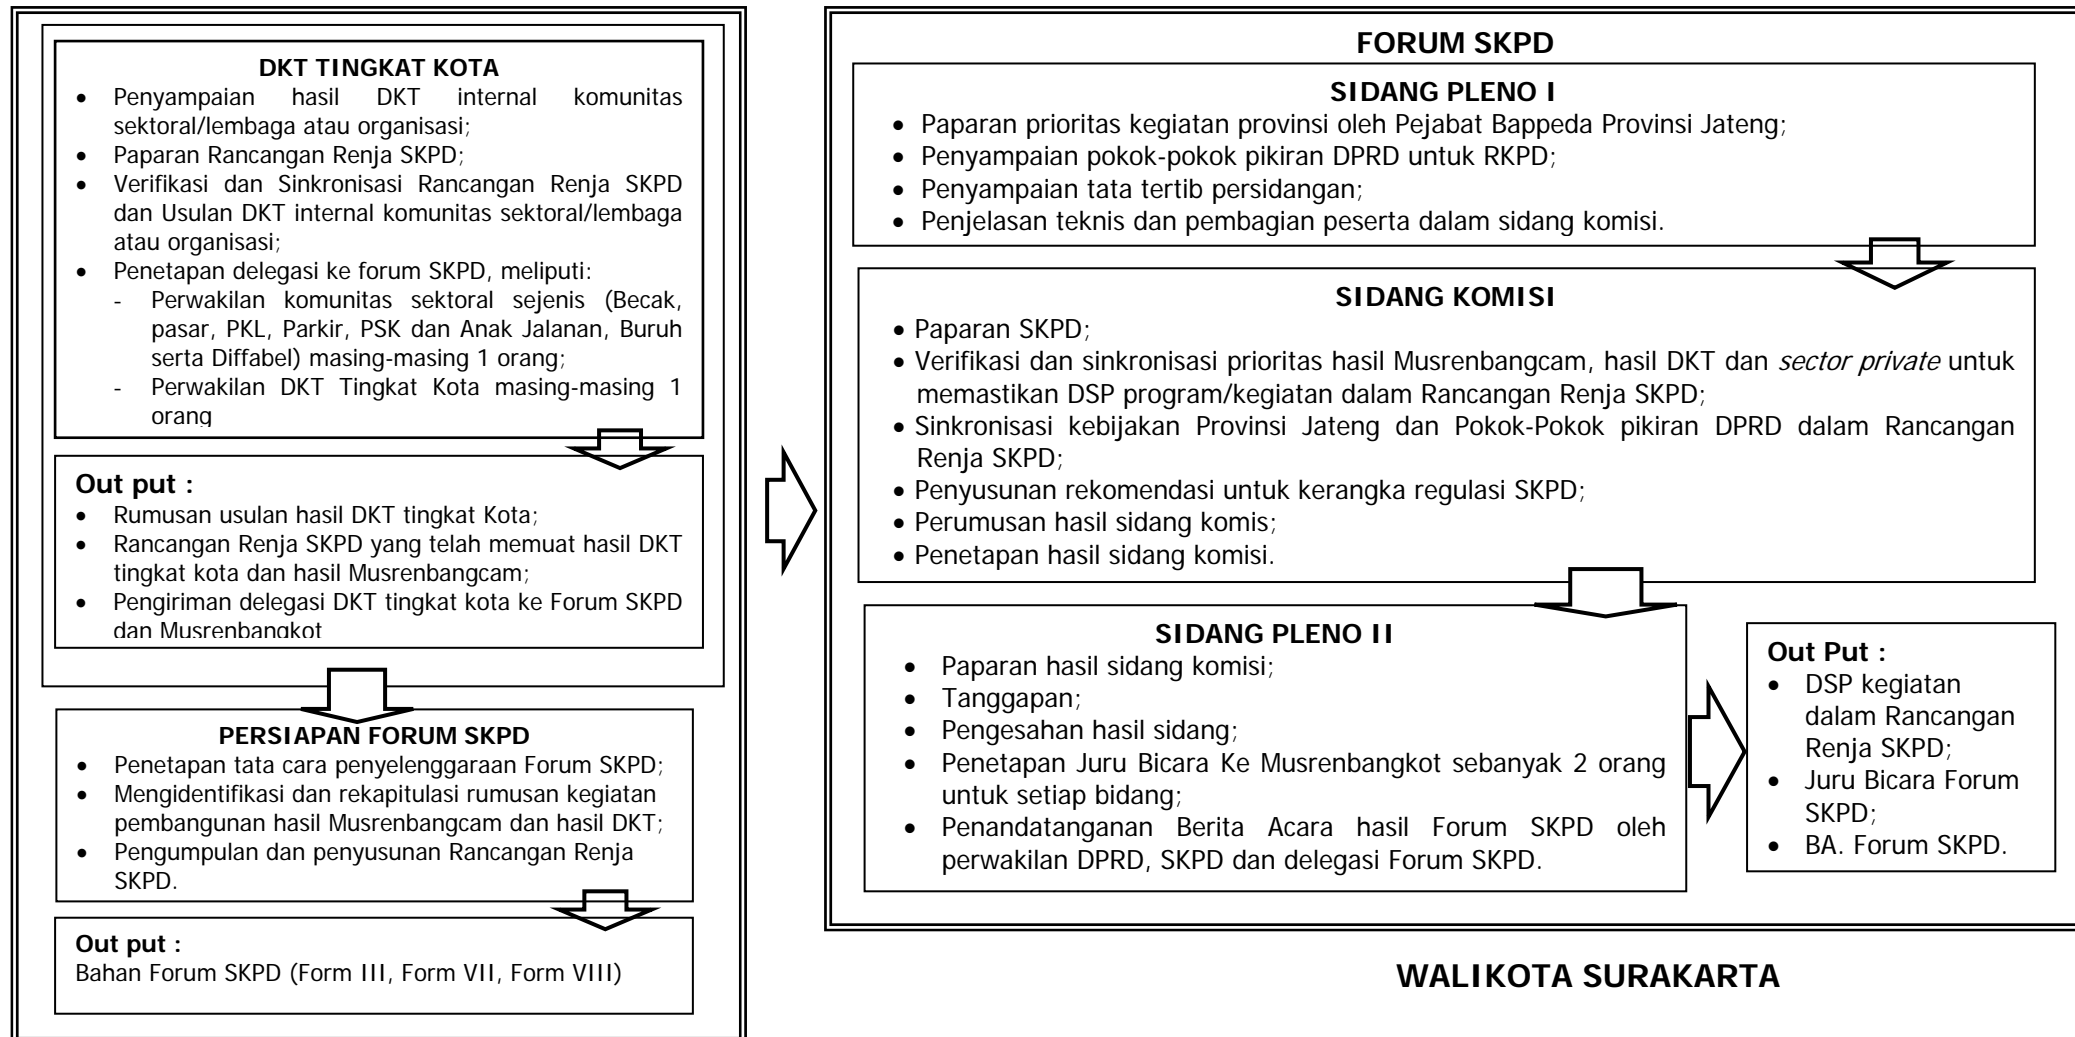 DKT TINGKAT KOTA
• Penyampaian hasil DKT internal komunitas
sektoral/lembaga atau organisasi;
• Paparan Rancangan Renja SKPD;
• Verifikasi dan Sinkronisasi Rancangan Renja SKPD
dan Usulan DKT internal komunitas sektoral/lembaga
atau organisasi;
• Penetapan delegasi ke forum SKPD, meliputi:
- Perwakilan komunitas sektoral sejenis (Becak,
pasar, PKL, Parkir, PSK dan Anak Jalanan, Buruh
serta Diffabel) masing-masing 1 orang;
- Perwakilan DKT Tingkat Kota masing-masing 1
orang
Out put :
• Rumusan usulan hasil DKT tingkat Kota;
• Rancangan Renja SKPD yang telah memuat hasil DKT
tingkat kota dan hasil Musrenbangcam;
• Pengiriman delegasi DKT tingkat kota ke Forum SKPD
dan Musrenbangkot
PERSIAPAN FORUM SKPD
• Penetapan tata cara penyelenggaraan Forum SKPD;
• Mengidentifikasi dan rekapitulasi rumusan kegiatan
pembangunan hasil Musrenbangcam dan hasil DKT;
• Pengumpulan dan penyusunan Rancangan Renja
SKPD.
Out put :
Bahan Forum SKPD (Form III, Form VII, Form VIII)
FORUM SKPD
SIDANG PLENO I
• Paparan prioritas kegiatan provinsi oleh Pejabat Bappeda Provinsi Jateng;
• Penyampaian pokok-pokok pikiran DPRD untuk RKPD;
• Penyampaian tata tertib persidangan;
• Penjelasan teknis dan pembagian peserta dalam sidang komisi.
SIDANG KOMISI
• Paparan SKPD;
• Verifikasi dan sinkronisasi prioritas hasil Musrenbangcam, hasil DKT dan sector private untuk
memastikan DSP program/kegiatan dalam Rancangan Renja SKPD;
• Sinkronisasi kebijakan Provinsi Jateng dan Pokok-Pokok pikiran DPRD dalam Rancangan
Renja SKPD;
• Penyusunan rekomendasi untuk kerangka regulasi SKPD;
• Perumusan hasil sidang komis;
• Penetapan hasil sidang komisi.
SIDANG PLENO II
• Paparan hasil sidang komisi;
• Tanggapan;
• Pengesahan hasil sidang;
• Penetapan Juru Bicara Ke Musrenbangkot sebanyak 2 orang
untuk setiap bidang;
• Penandatanganan Berita Acara hasil Forum SKPD oleh
perwakilan DPRD, SKPD dan delegasi Forum SKPD.
Out Put :
• DSP kegiatan
dalam Rancangan
Renja SKPD;
• Juru Bicara Forum
SKPD;
• BA. Forum SKPD.
WALIKOTA SURAKARTA